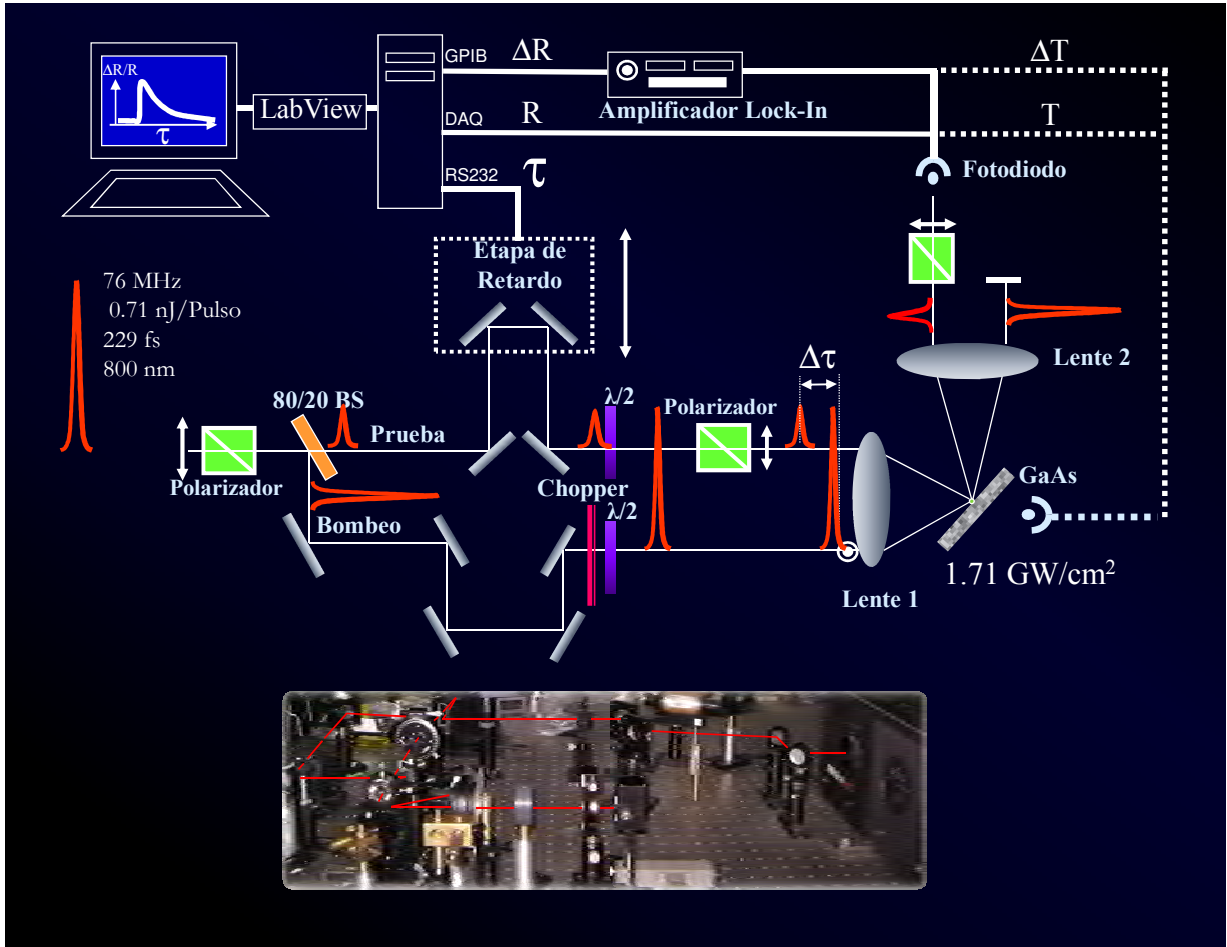 GPIB
ΔR
ΔT
ΔR/R
τ
LabView
Amplificador Lock-In
DAQ
R
T
RS232
τ
Fotodiodo
Etapa de
Retardo
76 MHz
0.71 nJ/Pulso
229 fs
800 nm
Lente 2
Δτ
80/20 BS
λ/2
Polarizador
Prueba
Polarizador
Chopper
GaAs
λ/2
Bombeo
1.71 GW/cm²
Lente 1